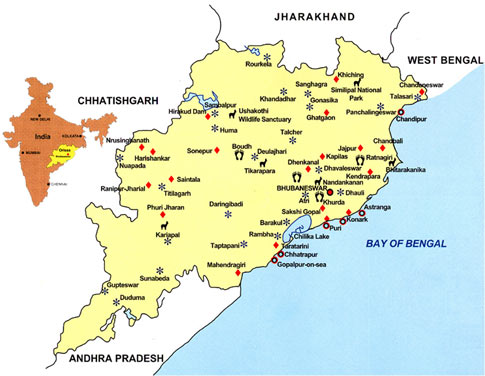 JHARAKHAND
WEST BENGAL
CHHATISHGARH
ANDHRA PRADESH
BAY OF BENGAL
NEW DELHI
India
KOLKATA
Orissa
MUMBAI
CHENNAI
Rourkela
Sanghagra
Khiching
Similipal National
Park
Chandaneswar
Talasari
Khandadhar
Gonasika
Panchalingeswar
Ghatgaon
Chandipur
Sambalpur
Hirakud Dam
Ushakothi
Wildlife Sanctuary
Huma
Talcher
Nrusinghanath
Harishankar
Nuapada
Sonepur
Boudh
Deulajhari
Tikarapara
Jajpur
Chandbali
Kapilas
Ratnagiri
Dhenkanal
Dhavaleswar
Bhitarakanika
Kendrapara
Nandankanan
BHUBANESWAR
Dhauli
Atri
Ranipur-Jharial
Saintala
Titlagarh
Phurl Jharan
Daringibadi
Khurda
Sakshi Gopal
Astranga
Konark
Puri
Karlapat
Barakul
Chilika Lake
Rambha
Taptapani
Taratarini
Chhatrapur
Gopalpur-on-sea
Mahendragiri
Sunabeda
Gupteswar
Duduma